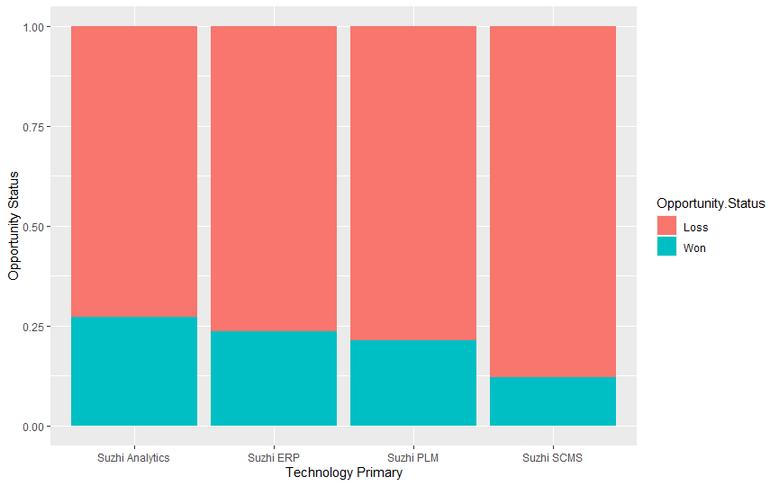 1.00
0.75
0.50
0.25
0.00
Opportunity Status
Suzhi Analytics Suzhi ERP Suzhi PLM Suzhi SCMS
Technology Primary
Opportunity.Status
Loss
Won